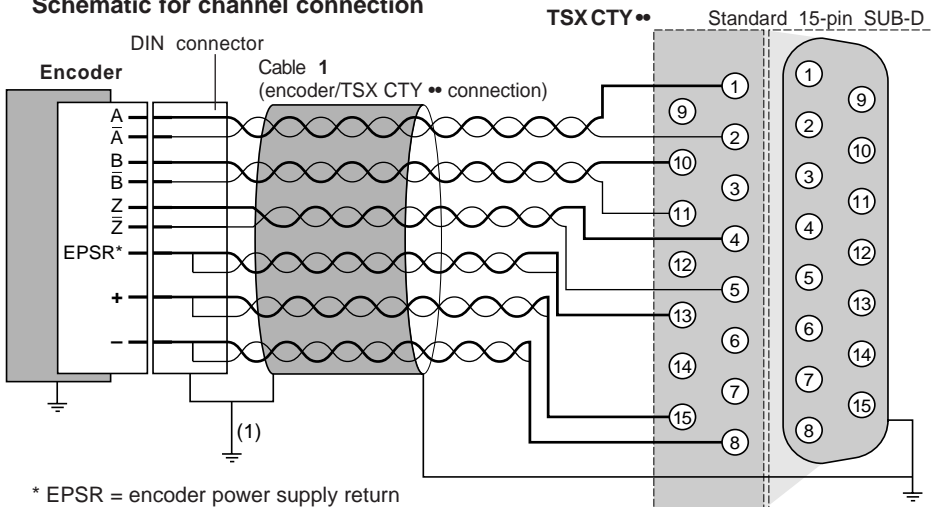 Schematic for channel connection
TSX CTY ••
Standard 15-pin SUB-D
DIN connector
Encoder
Cable 1
(encoder/TSX CTY •• connection)
A
A̅
B
B̅
Z
Z̅
EPSR*
+
–
(1)
1
9
2
10
3
11
4
12
5
13
6
14
7
15
8
1
9
2
10
3
11
4
12
5
13
6
14
7
15
8
* EPSR = encoder power supply return